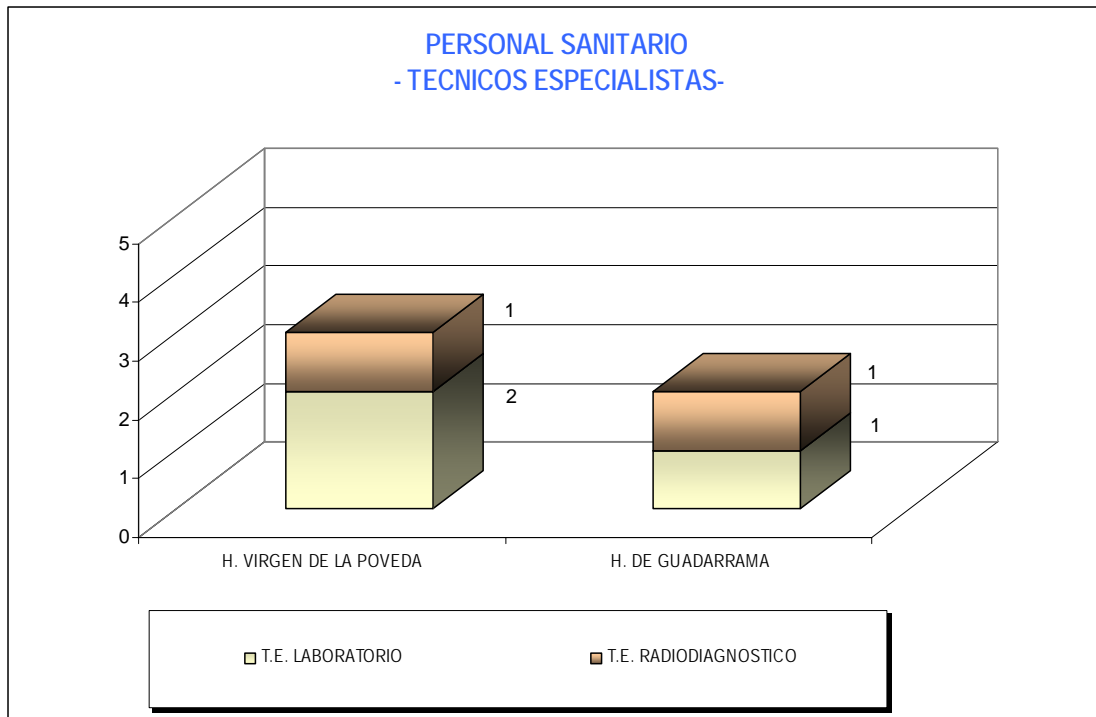 PERSONAL SANITARIO
- TECNICOS ESPECIALISTAS-
5
4
3
2
1
0
1
2
1
1
H. VIRGEN DE LA POVEDA
H. DE GUADARRAMA
T.E. LABORATORIO
T.E. RADIODIAGNOSTICO